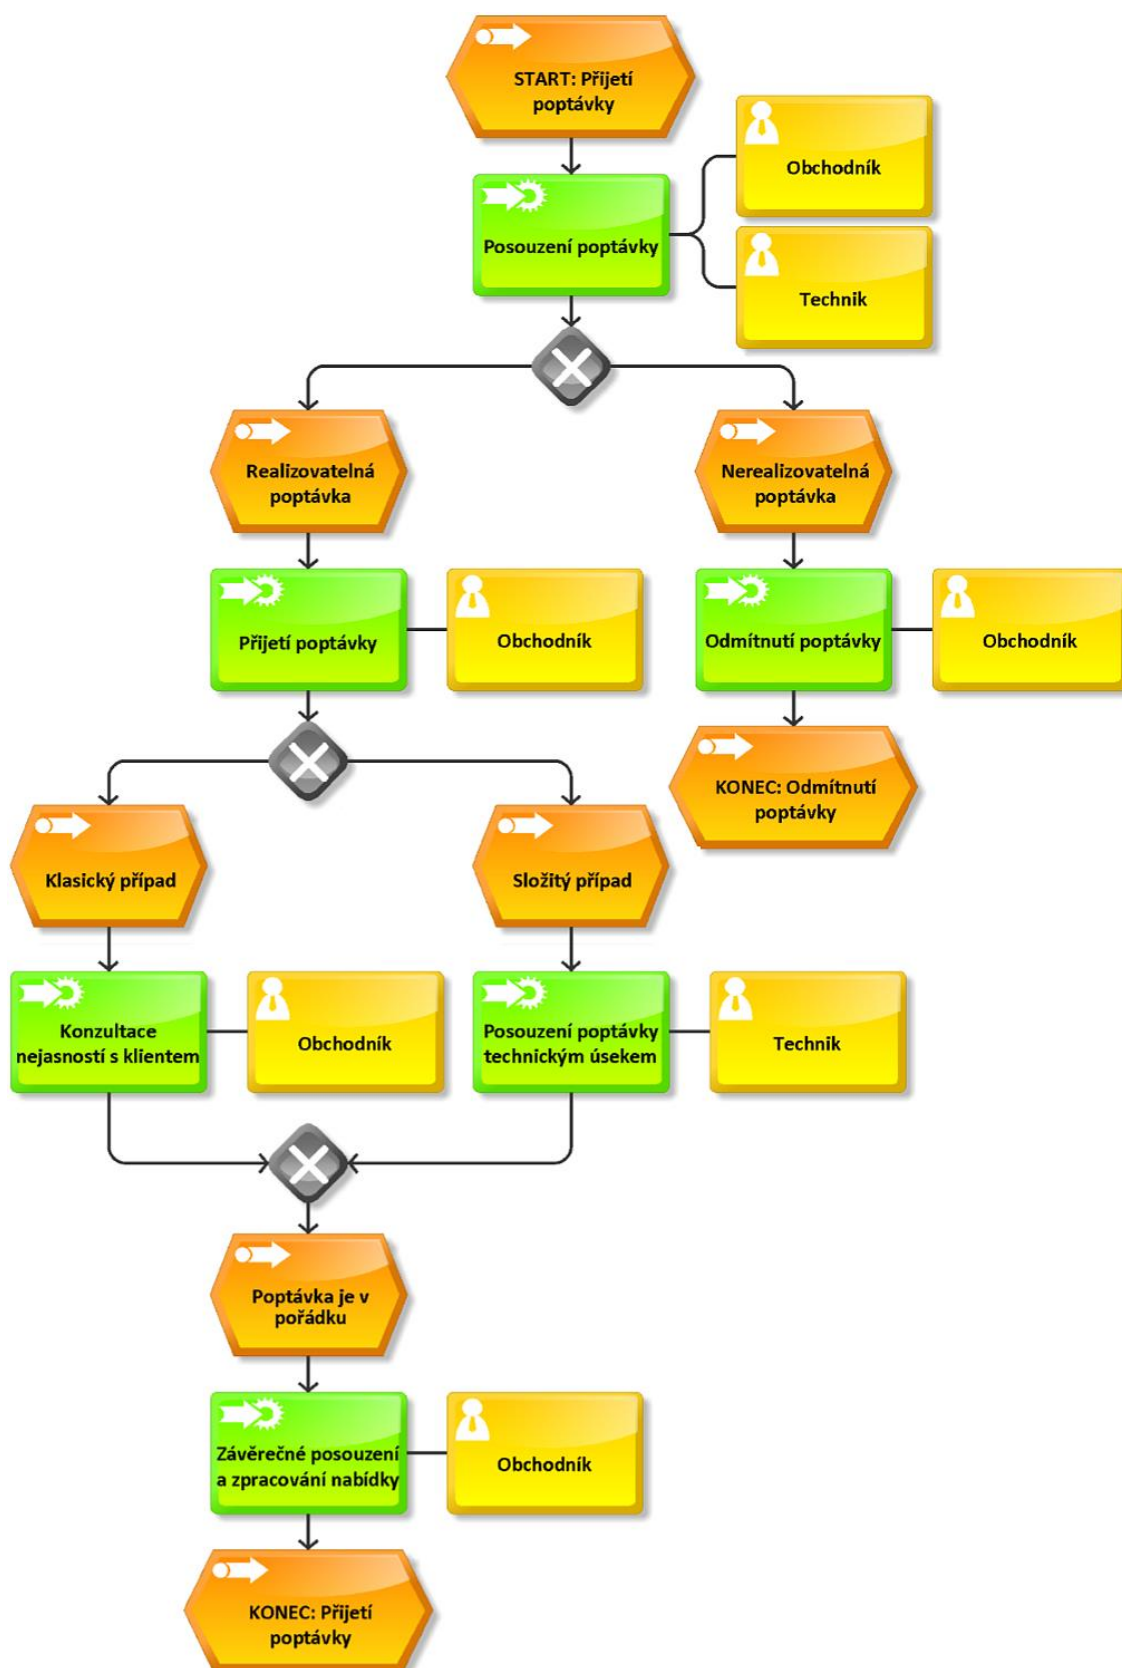 START: Přijetí
poptávky
Obchodník
Posouzení poptávky
Technik
Realizovatelná
poptávka
Nerealizovatelná
poptávka
Přijetí poptávky
Obchodník
Odmítnutí poptávky
Obchodník
KONEC: Odmítnutí
poptávky
Klasický případ
Složitý případ
Konzultace
nejasností s klientem
Obchodník
Posouzení poptávky
technickým úsekem
Technik
Poptávka je v
pořádku
Závěrečné posouzení
a zpracování nabídky
Obchodník
KONEC: Přijetí
poptávky